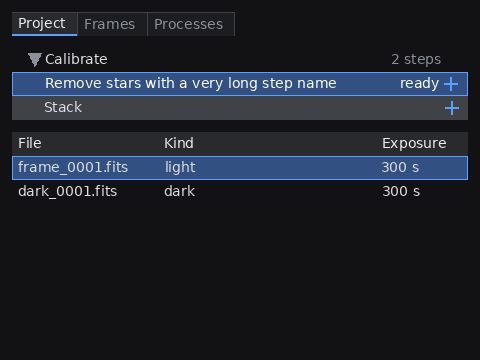 Project Frames Processes
Calibrate 2 steps
Remove stars with a very long step name ready +
Stack +
File Kind Exposure
frame_0001.fits light 300 s
dark_0001.fits dark 300 s